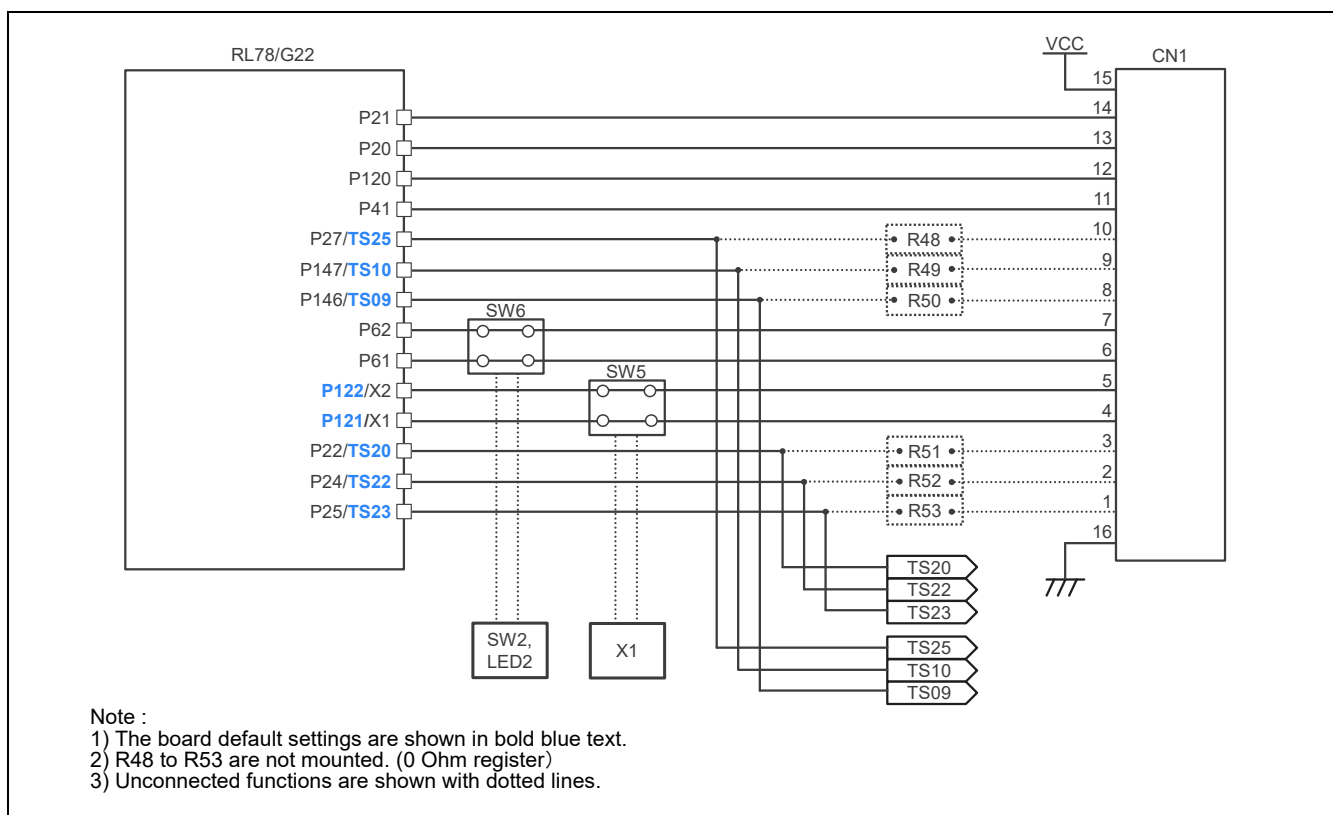 RL78/G22
VCC
CN1
15
P21
14
P20
13
P120
12
P41
11
P27/TS25
R48
10
P147/TS10
R49
9
P146/TS09
R50
8
SW6
P62
7
P61
6
SW5
P122/X2
5
P121/X1
4
P22/TS20
R51
3
P24/TS22
R52
2
P25/TS23
R53
1
16
TS20
TS22
TS23
SW2,
LED2
X1
TS25
TS10
TS09
Note :
1) The board default settings are shown in bold blue text.
2) R48 to R53 are not mounted. (0 Ohm register)
3) Unconnected functions are shown with dotted lines.